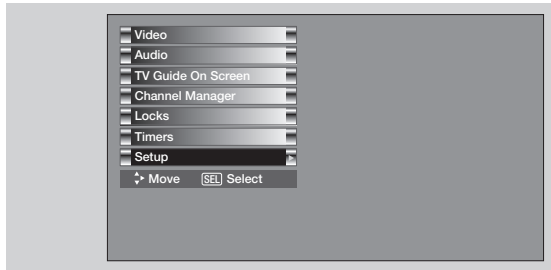 Video
Audio
TV Guide On Screen
Channel Manager
Locks
Timers
Setup
Move SEL Select